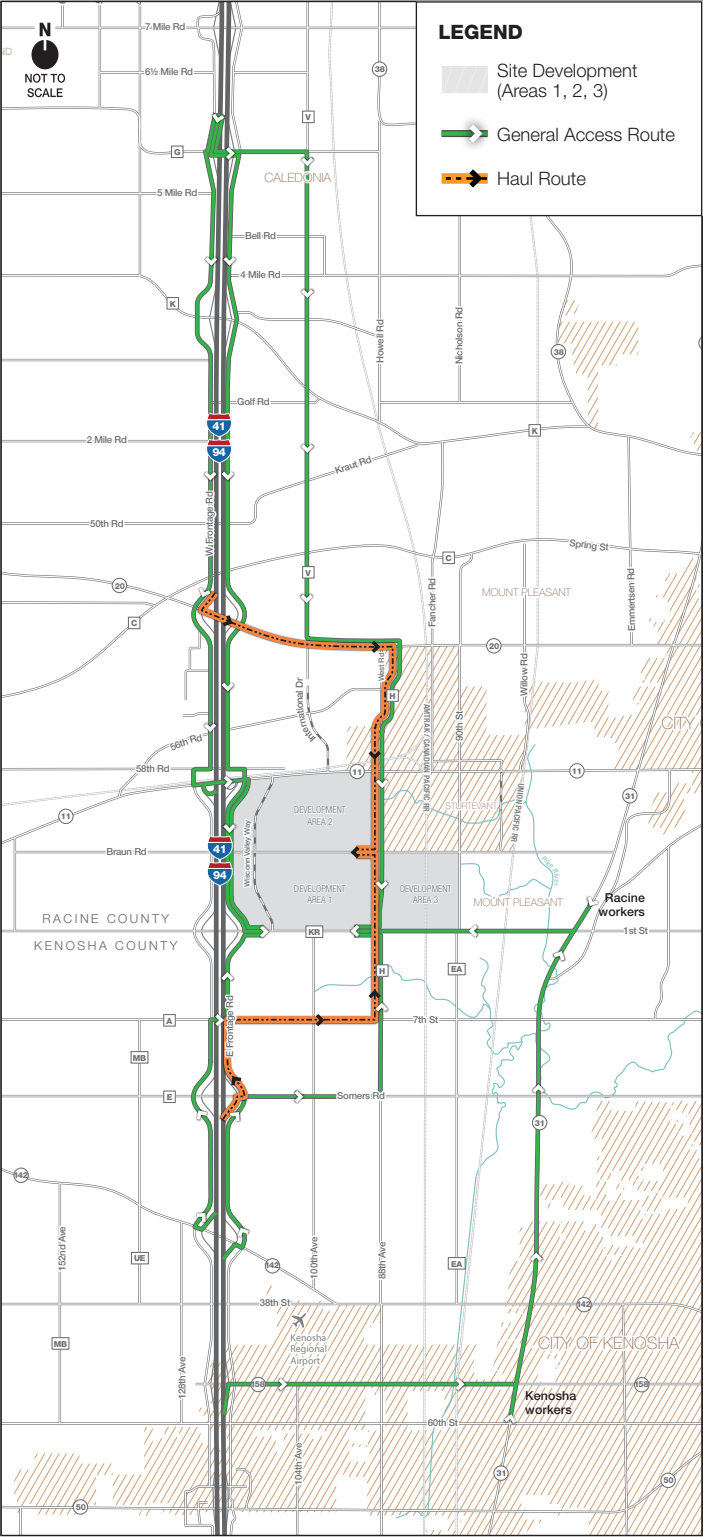 N
NOT TO
SCALE
LEGEND
Site Development
(Areas 1, 2, 3)
General Access Route
Haul Route
7 Mile Rd
6½ Mile Rd
38
V
ND
G
CALEDONIA
5 Mile Rd
Bell Rd
4 Mile Rd
K
Howell Rd
Nicholson Rd
38
Golf Rd
41
94
2 Mile Rd
K
Kraut Rd
W Frontage Rd
50th Rd
Spring St
C
20
V
MOUNT PLEASANT
Fancher Rd
Emmertsen Rd
C
20
West Rd
Willow Rd
H
International Dr
90th St
CITY
56th Rd
AMTRAK / CANADIAN PACIFIC RR
58th Rd
11
11
31
11
DEVELOPMENT
AREA 2
STURTEVANT
UNION PACIFIC RR
Wisconn Valley Way
41
Braun Rd
94
PIKE RIVER
DEVELOPMENT
AREA 1
DEVELOPMENT
AREA 3
MOUNT PLEASANT
Racine
workers
RACINE COUNTY
KENOSHA COUNTY
KR
1st St
H
EA
E Frontage Rd
A
7th St
MB
E
Somers Rd
31
142
152nd Ave
UE
142
100th Ave
88th Ave
EA
38th St
142
Kenosha
Regional
Airport
MB
CITY OF KENOSHA
128th Ave
158
158
Kenosha
workers
60th St
104th Ave
31
50
50